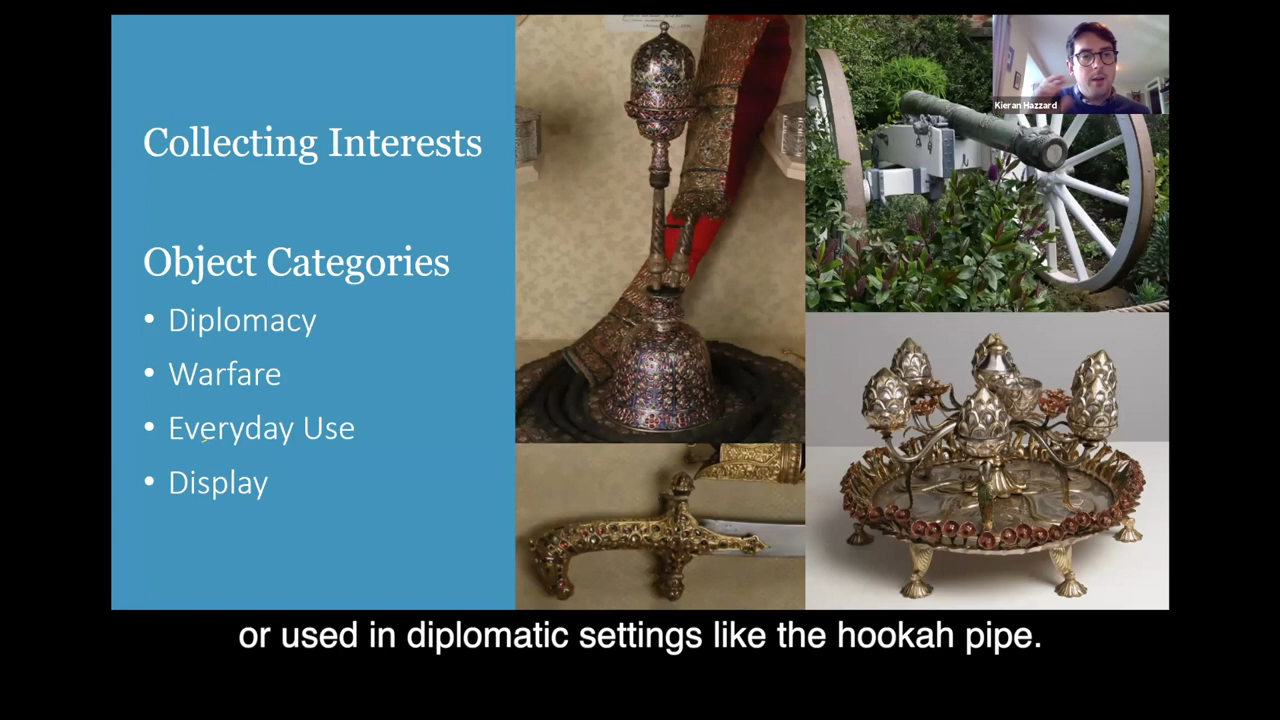 Collecting Interests
Object Categories
• Diplomacy
• Warfare
• Everyday Use
• Display
Kieran Hazzard
or used in diplomatic settings like the hookah pipe.